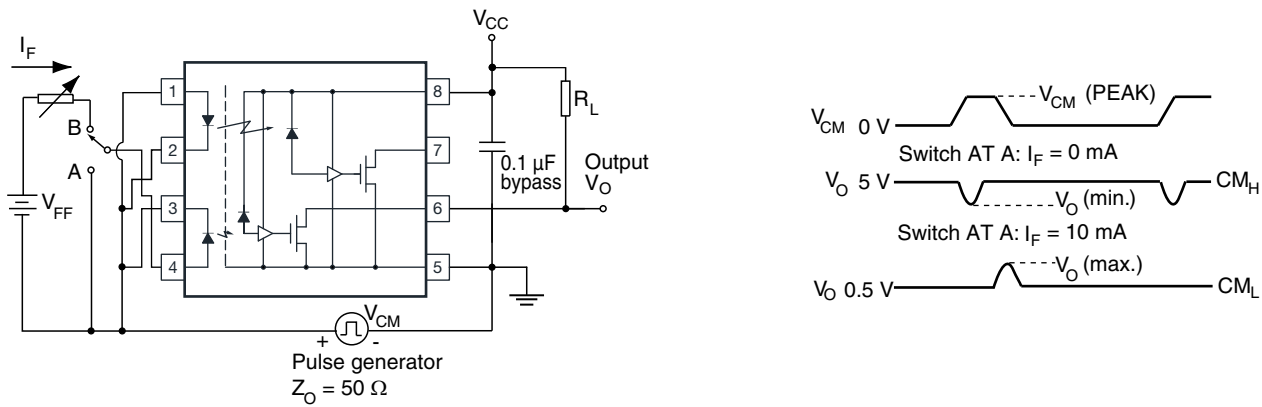 I_F
B
A
V_FF
1
2
3
4
8
7
6
5
V_CC
R_L
0.1 μF
bypass
Output
V_O
V_CM
+ -
Pulse generator
Z_O = 50 Ω
V_CM 0 V
V_CM (PEAK)
Switch AT A: I_F = 0 mA
V_O 5 V
CM_H
V_O (min.)
Switch AT A: I_F = 10 mA
V_O (max.)
V_O 0.5 V
CM_L